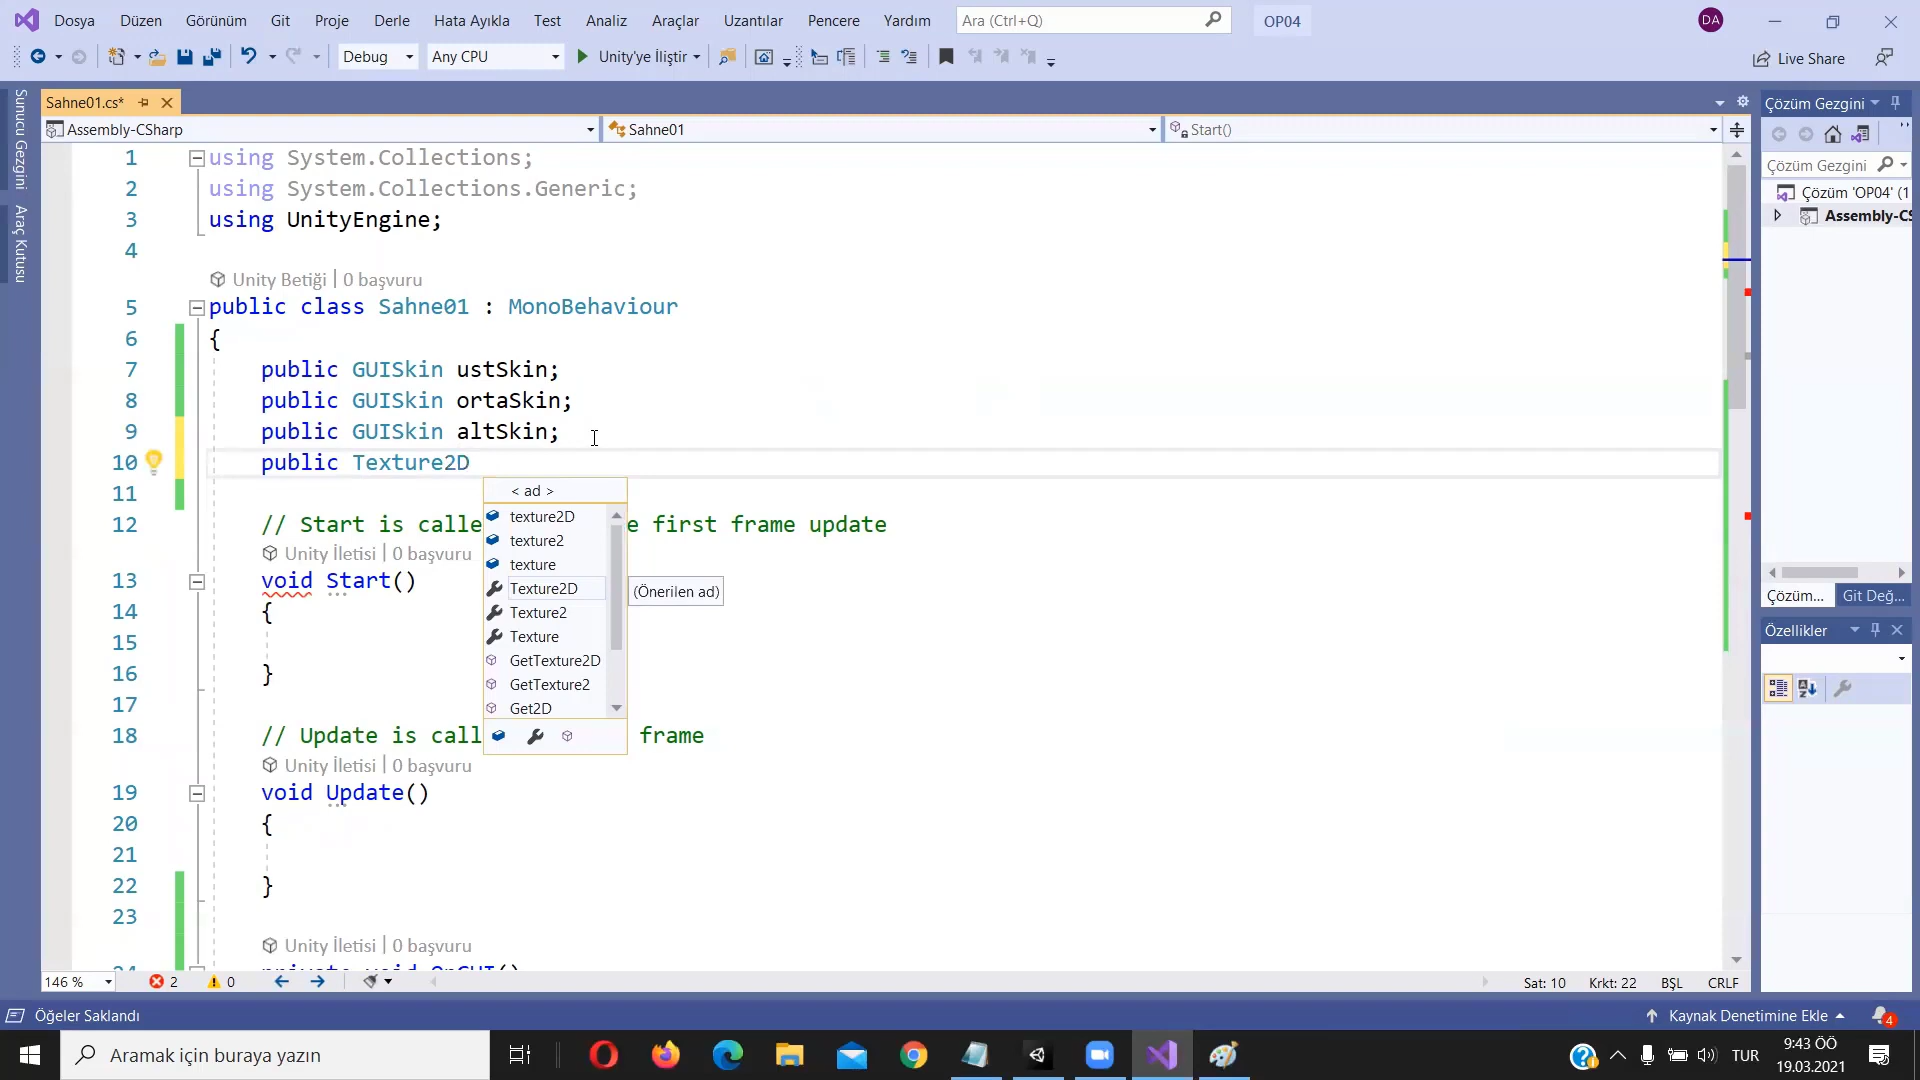 Dosya Düzen Görünüm Git Proje Derle Hata Ayıkla Test Analiz Araçlar Uzantılar Pencere Yardım Ara (Ctrl+Q) OP04 DA
Debug Any CPU Unity'ye İliştir Live Share
Sunucu Gezgini
Araç Kutusu
Sahne01.cs*
Assembly-CSharp Sahne01 Start()
1 using System.Collections;
2 using System.Collections.Generic;
3 using UnityEngine;
4
Unity Betiği | 0 başvuru
5 public class Sahne01 : MonoBehaviour
6 {
7 public GUISkin ustSkin;
8 public GUISkin ortaSkin;
9 public GUISkin altSkin;
10 public Texture2D
11
12 // Start is calle e first frame update
Unity İletisi | 0 başvuru
13 void Start()
14 {
15
16 }
17
18 // Update is call frame
Unity İletisi | 0 başvuru
19 void Update()
20 {
21
22 }
23
Unity İletisi | 0 başvuru
24 private void OnGUI()
< ad >
texture2D
texture2
texture
Texture2D
(Önerilen ad)
Texture2
Texture
GetTexture2D
GetTexture2
Get2D
Çözüm Gezgini
Çözüm Gezgini
Çözüm 'OP04' (1
Assembly-CS
Çözüm... Git Değ...
Özellikler
146 % 2 0 Sat: 10 Krkt: 22 BŞL CRLF
Öğeler Saklandı Kaynak Denetimine Ekle 4
Aramak için buraya yazın
TUR
9:43 ÖÖ
19.03.2021